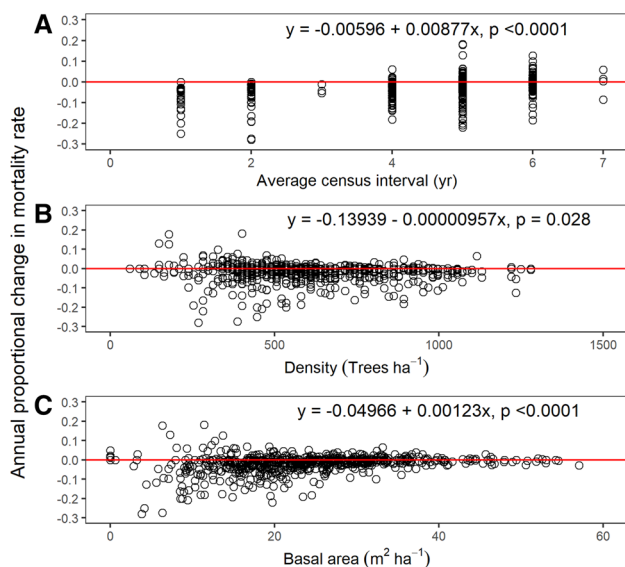 Annual proportional change in mortality rate
A
y = -0.00596 + 0.00877x, p <0.0001
0.3
0.2
0.1
0.0
-0.1
-0.2
-0.3
0 2 4 6 7
Average census interval (yr)
B
y = -0.13939 - 0.00000957x, p = 0.028
0.3
0.2
0.1
0.0
-0.1
-0.2
-0.3
0 500 1000 1500
Density (Trees ha⁻¹)
C
y = -0.04966 + 0.00123x, p <0.0001
0.3
0.2
0.1
0.0
-0.1
-0.2
-0.3
0 20 40 60
Basal area (m² ha⁻¹)